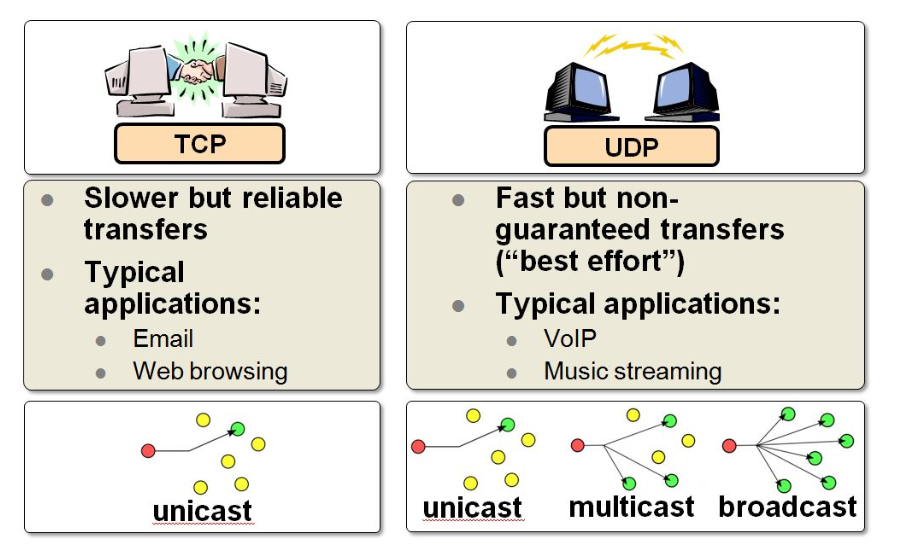 TCP
Slower but reliable
transfers
Typical
applications:
Email
Web browsing
unicast
UDP
Fast but non-
guaranteed transfers
(“best effort”)
Typical applications:
VoIP
Music streaming
unicast
multicast
broadcast